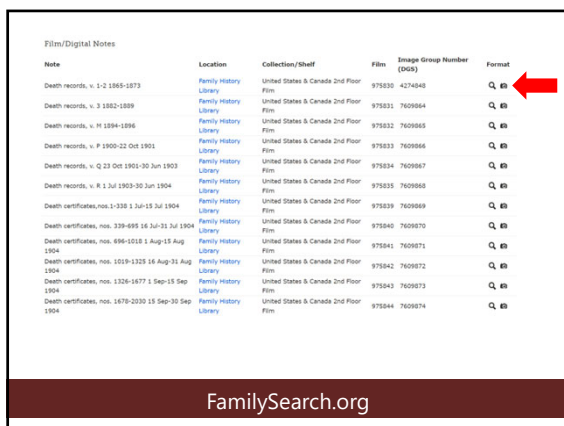 Film/Digital Notes
Note Location Collection/Shelf Film Image Group Number (DGS) Format
Death records, v. 1-2 1865-1873 Family History Library United States & Canada 2nd Floor Film 975830 4274848
Death records, v. 3 1882-1889 Family History Library United States & Canada 2nd Floor Film 975831 7609864
Death records, v. M 1894-1896 Family History Library United States & Canada 2nd Floor Film 975832 7609865
Death records, v. P 1900-22 Oct 1901 Family History Library United States & Canada 2nd Floor Film 975833 7609866
Death records, v. Q 23 Oct 1901-30 Jun 1903 Family History Library United States & Canada 2nd Floor Film 975834 7609867
Death records, v. R 1 Jul 1903-30 Jun 1904 Family History Library United States & Canada 2nd Floor Film 975835 7609868
Death certificates,nos.1-338 1 Jul-15 Jul 1904 Family History Library United States & Canada 2nd Floor Film 975839 7609869
Death certificates, nos. 339-695 16 Jul-31 Jul 1904 Family History Library United States & Canada 2nd Floor Film 975840 7609870
Death certificates, nos. 696-1018 1 Aug-15 Aug 1904 Family History Library United States & Canada 2nd Floor Film 975841 7609871
Death certificates, nos. 1019-1325 16 Aug-31 Aug 1904 Family History Library United States & Canada 2nd Floor Film 975842 7609872
Death certificates, nos. 1326-1677 1 Sep-15 Sep 1904 Family History Library United States & Canada 2nd Floor Film 975843 7609873
Death certificates, nos. 1678-2030 15 Sep-30 Sep 1904 Family History Library United States & Canada 2nd Floor Film 975844 7609874
FamilySearch.org